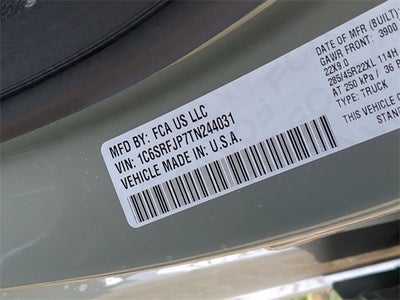 MFD BY: FCA US LLC
VIN: 1C6SRFJP7TN244031
VEHICLE MADE IN: U.S.A.
DATE OF MFR (BUILT)
GAWR FRONT: 3900
22X9.0
285/45R22XL 114H
AT 250 kPa / 36 P
TYPE: TRUCK
THIS VEHICLE
STAN